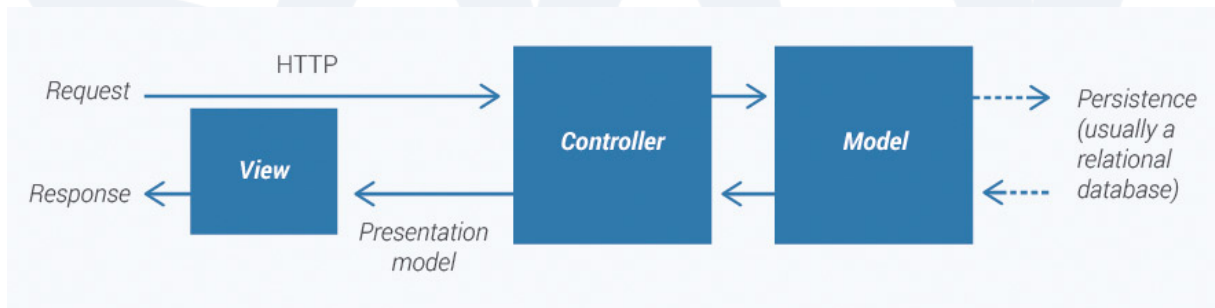 HTTP
Request
View
Response
Presentation
model
Controller
Model
Persistence
(usually a
relational
database)